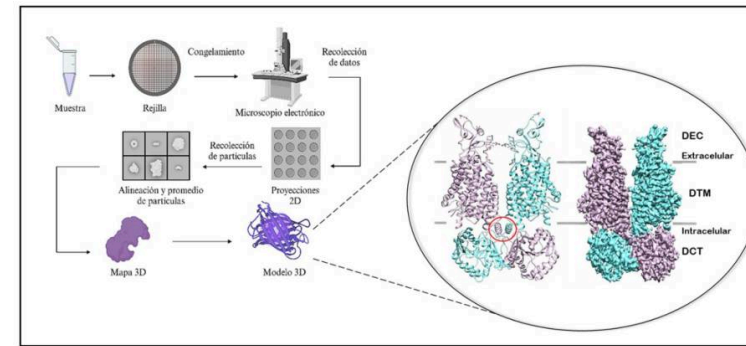 Muestra
Rejilla
Congelamiento
Microscopio electrónico
Recolección
de datos
Proyecciones
2D
Recolección
de partículas
Alineación y promedio
de partículas
Mapa 3D
Modelo 3D
DEC
Extracelular
DTM
Intracelular
DCT